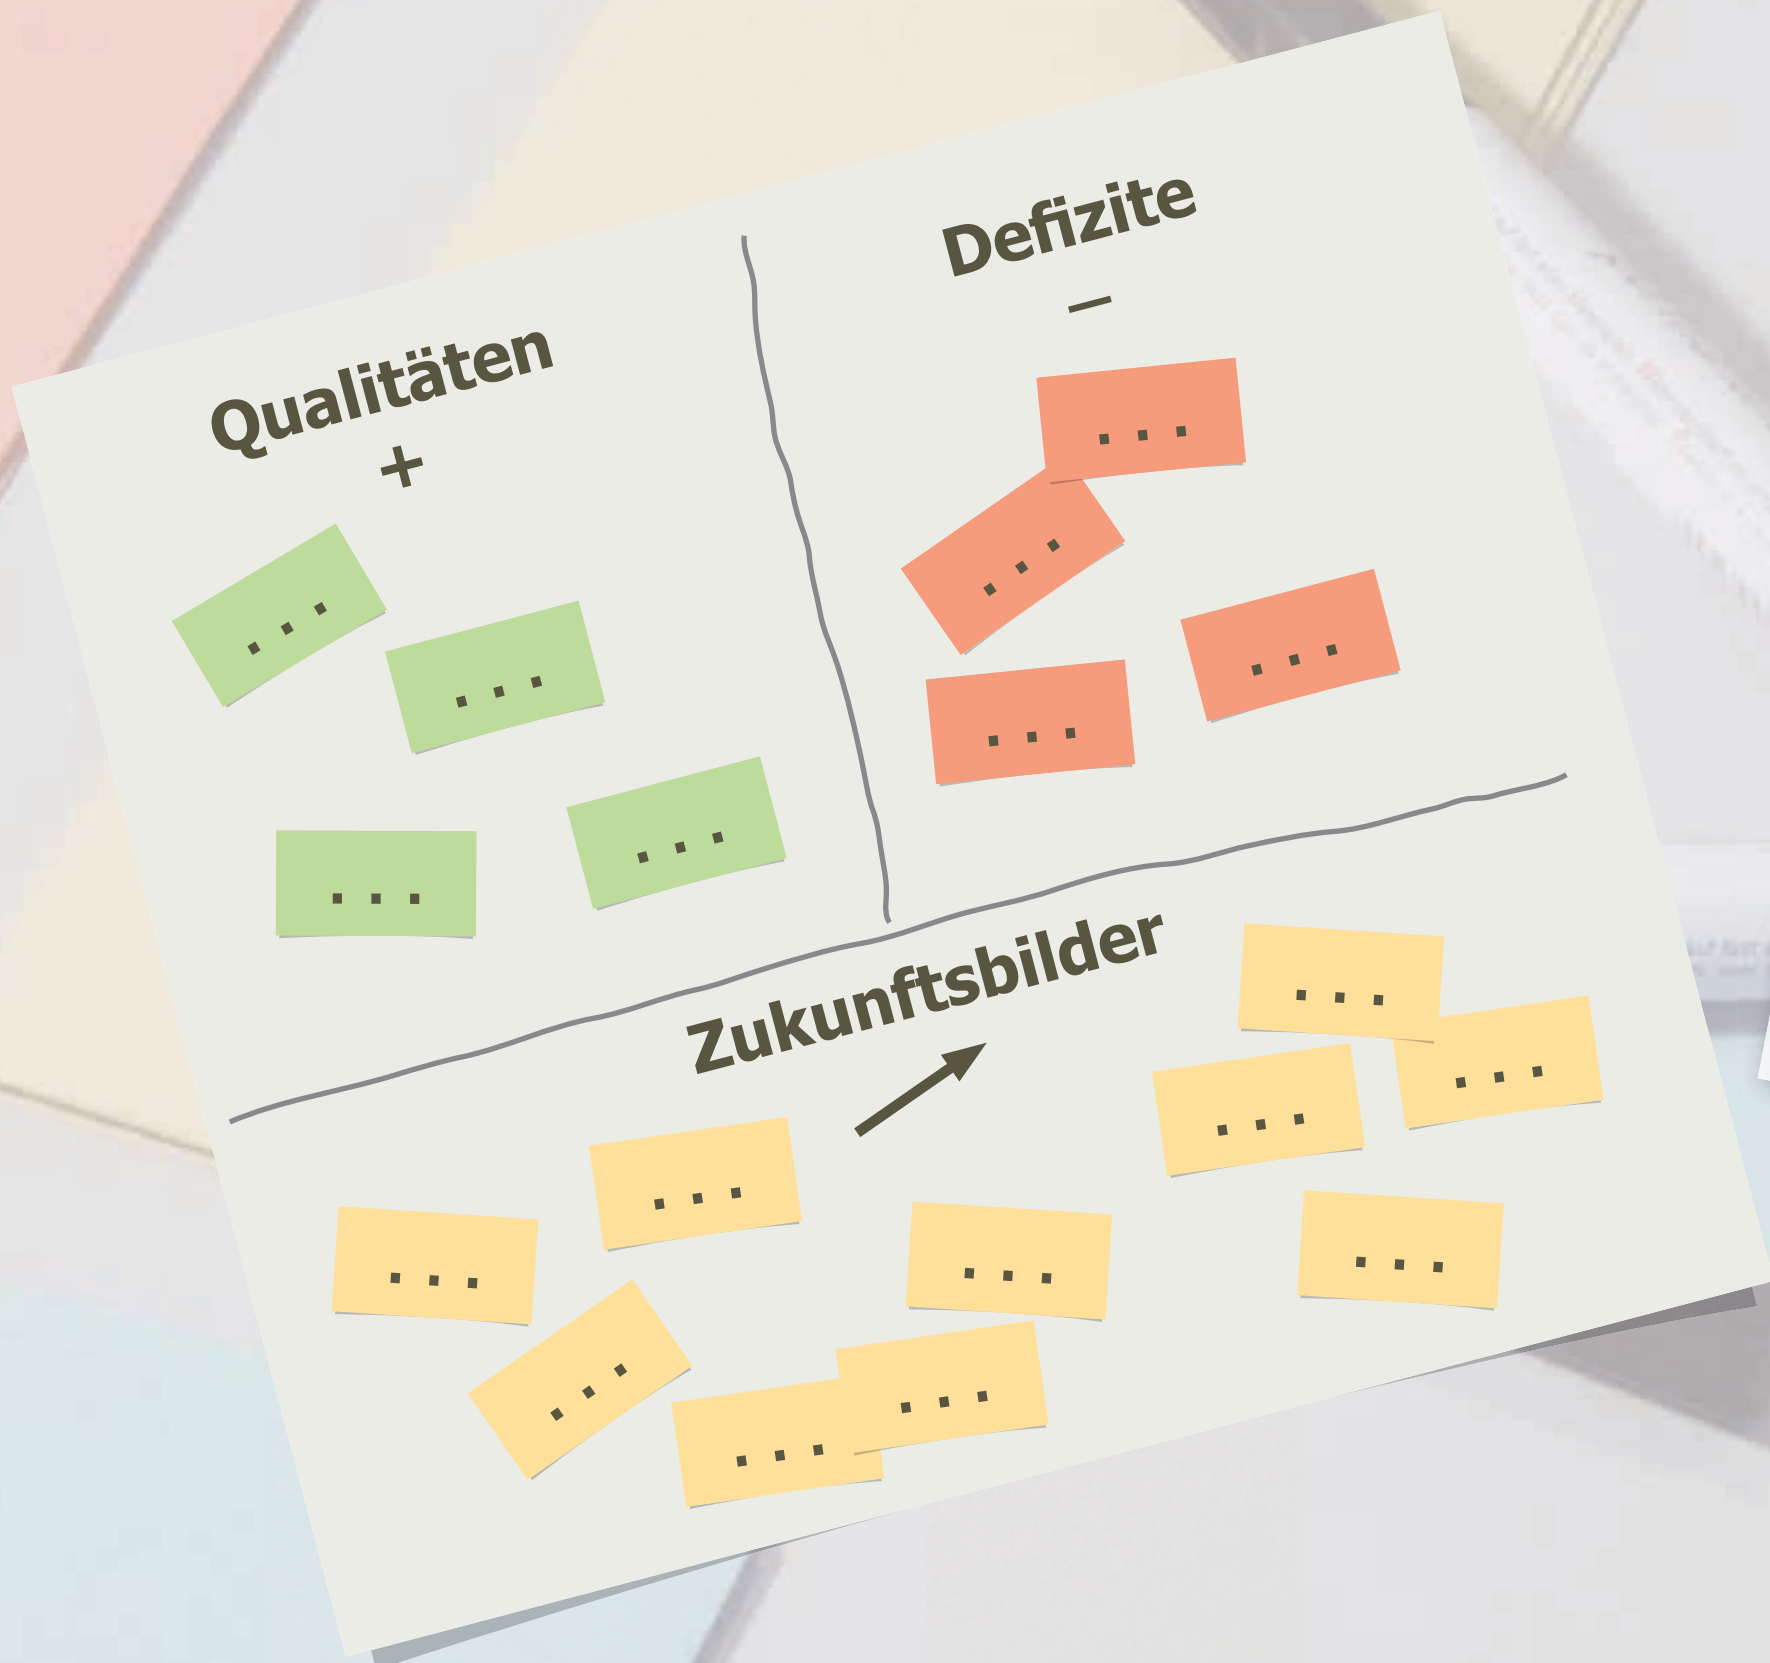 Qualitäten
+
. . .
. . .
. . .
. . .
Defizite
–
. . .
. . .
. . .
. . .
Zukunftsbilder
. . .
. . .
. . .
. . .
. . .
. . .
. . .
. . .
. . .
. . .